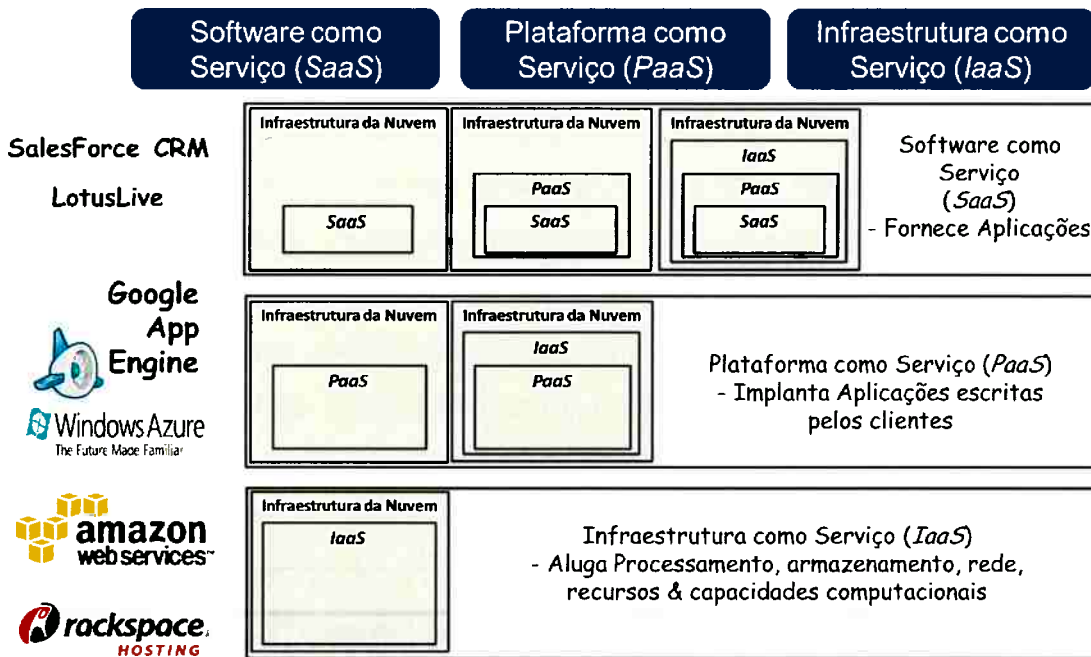 Software como
Serviço (SaaS)
Plataforma como
Serviço (PaaS)
Infraestrutura como
Serviço (IaaS)
SalesForce CRM
LotusLive
Infraestrutura da Nuvem
SaaS
Infraestrutura da Nuvem
PaaS
SaaS
Infraestrutura da Nuvem
IaaS
PaaS
SaaS
Software como
Serviço
(SaaS)
- Fornece Aplicações
Google
App
Engine
Windows Azure
The Future Made Familiar
Infraestrutura da Nuvem
PaaS
Infraestrutura da Nuvem
IaaS
PaaS
Plataforma como Serviço (PaaS)
- Implanta Aplicações escritas
pelos clientes
amazon
web services™
rackspace.
HOSTING
Infraestrutura da Nuvem
IaaS
Infraestrutura como Serviço (IaaS)
- Aluga Processamento, armazenamento, rede,
recursos & capacidades computacionais